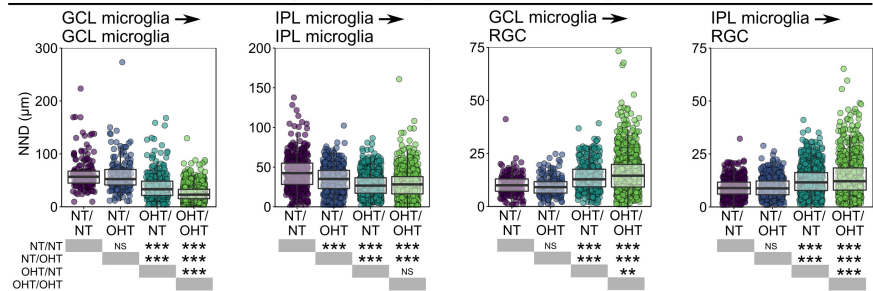 GCL microglia → GCL microglia
IPL microglia → IPL microglia
GCL microglia → RGC
IPL microglia → RGC
NND (μm)
300
200
100
0
200
150
100
50
0
75
50
25
0
75
50
25
0
NT/NT NT/OHT OHT/NT OHT/OHT
NT/NT NT/OHT OHT/NT OHT/OHT
NT/NT NT/OHT OHT/NT OHT/OHT
NT/NT NT/OHT OHT/NT OHT/OHT
NT/NT NS *** *** *** *** *** NS *** *** NS *** ***
NT/OHT *** *** *** *** *** *** *** ***
OHT/NT *** NS ** ***
OHT/OHT